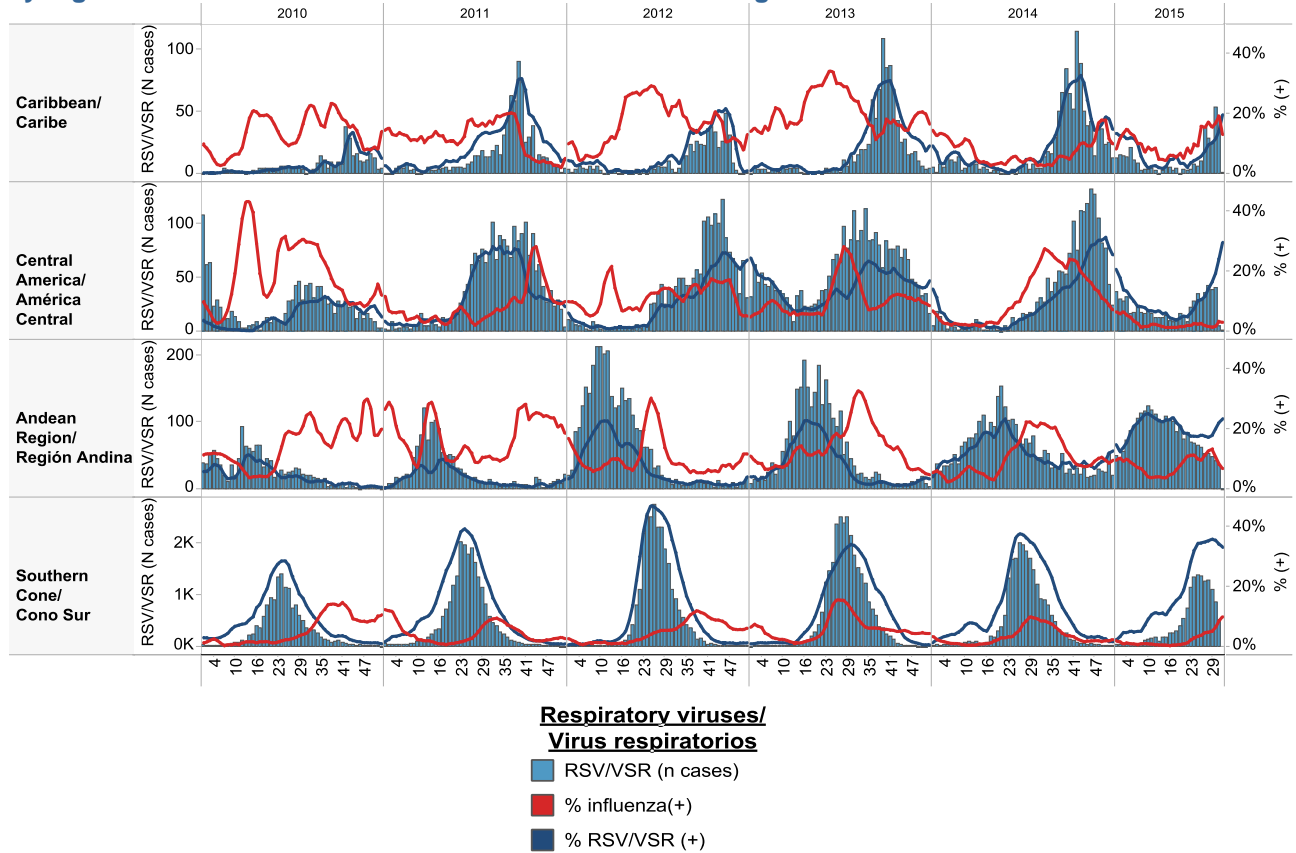 2010 2011 2012 2013 2014 2015
Caribbean/
Caribe
RSV/VSR (N cases)
100
50
0
40%
20%
0%
% (+)
Central
America/
América
Central
RSV/VSR (N cases)
100
50
0
40%
20%
0%
% (+)
Andean
Region/
Región Andina
RSV/VSR (N cases)
200
100
0
40%
20%
0%
% (+)
Southern
Cone/
Cono Sur
RSV/VSR (N cases)
2K
1K
0K
40%
20%
0%
% (+)
4 10 16 23 29 35 41 47 4 10 16 23 29 35 41 47 4 10 16 23 29 35 41 47 4 10 16 23 29 35 41 47 4 10 16 23 29 35 41 47 4 10 16 23 29
Respiratory viruses/
Virus respiratorios
RSV/VSR (n cases)
% influenza(+)
% RSV/VSR (+)